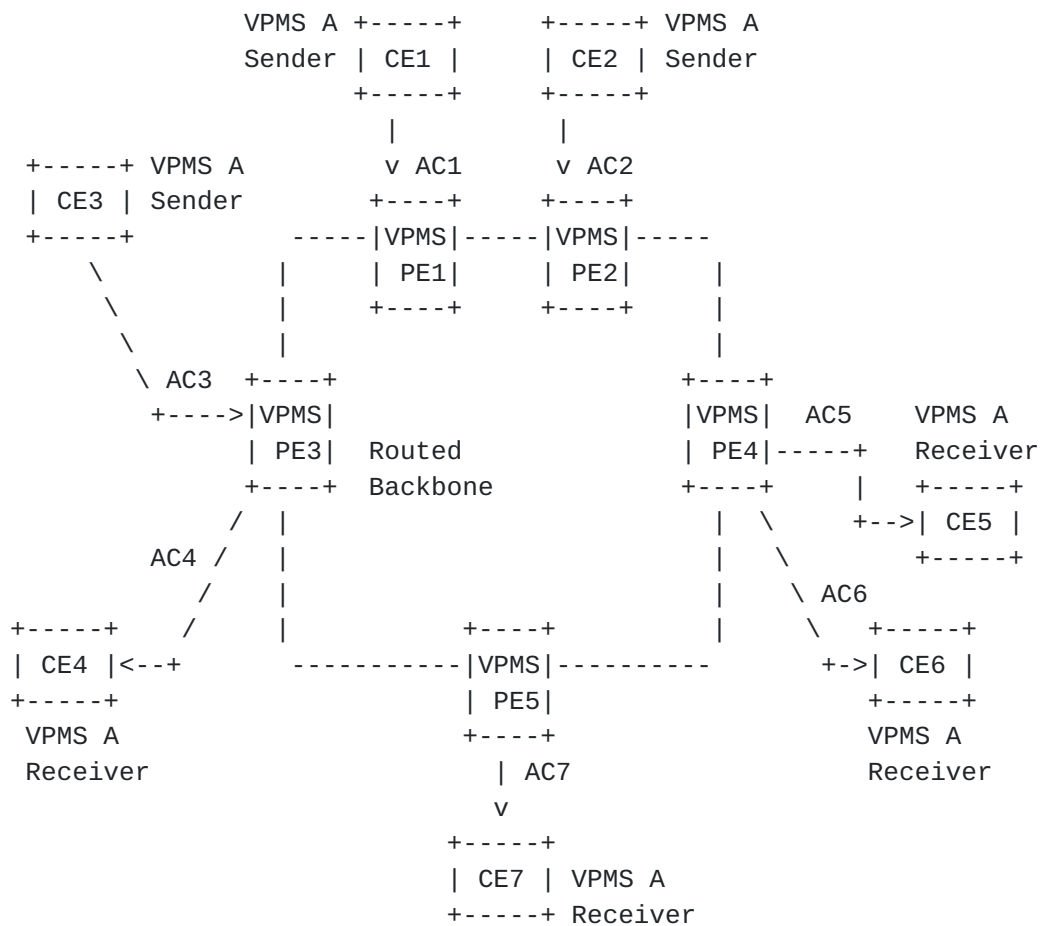 VPMS A +-----+     +-----+ VPMS A
Sender | CE1 |     | CE2 | Sender
+-----+     +-----+
|          |
+-----+ VPMS A         v AC1      v AC2
| CE3 | Sender        +----+     +----+
+-----+          -----|VPMS|-----|VPMS|-----
\           |     | PE1|     | PE2|     |
\          |     +----+     +----+     |
\         |                           |
\ AC3  +----+                      +----+
+---->|VPMS|                      |VPMS|  AC5    VPMS A
| PE3|  Routed              | PE4|-----+   Receiver
+----+  Backbone            +----+     |   +-----+
/  |                           |  \     +-->| CE5 |
AC4 /   |                           |   \        +-----+
/    |                           |    \ AC6
+-----+    /     |           +----+          |     \   +-----+
| CE4 |<--+       -----------|VPMS|----------       +->| CE6 |
+-----+                      | PE5|                    +-----+
VPMS A                      +----+                    VPMS A
Receiver                      | AC7                   Receiver
v
+-----+
| CE7 | VPMS A
+-----+ Receiver